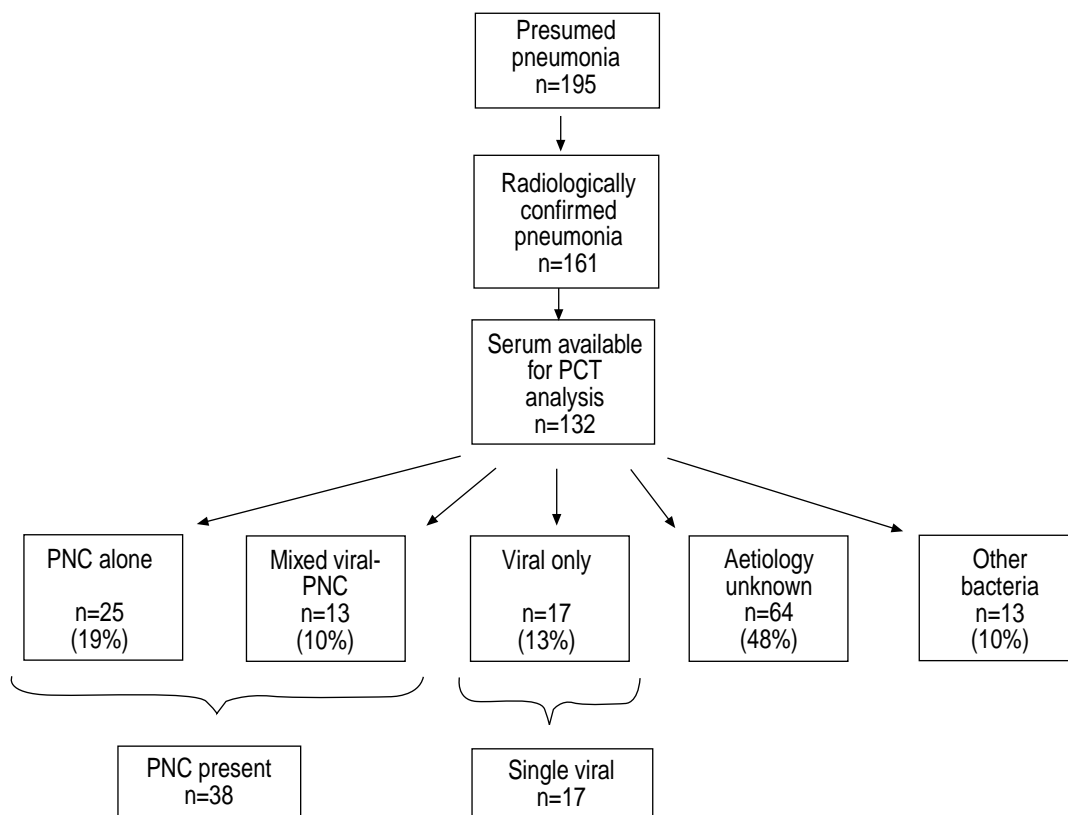 Presumed
pneumonia
n=195
Radiologically
confirmed
pneumonia
n=161
Serum available
for PCT
analysis
n=132
PNC alone
n=25
(19%)
Mixed viral-
PNC
n=13
(10%)
Viral only
n=17
(13%)
Aetiology
unknown
n=64
(48%)
Other
bacteria
n=13
(10%)
PNC present
n=38
Single viral
n=17